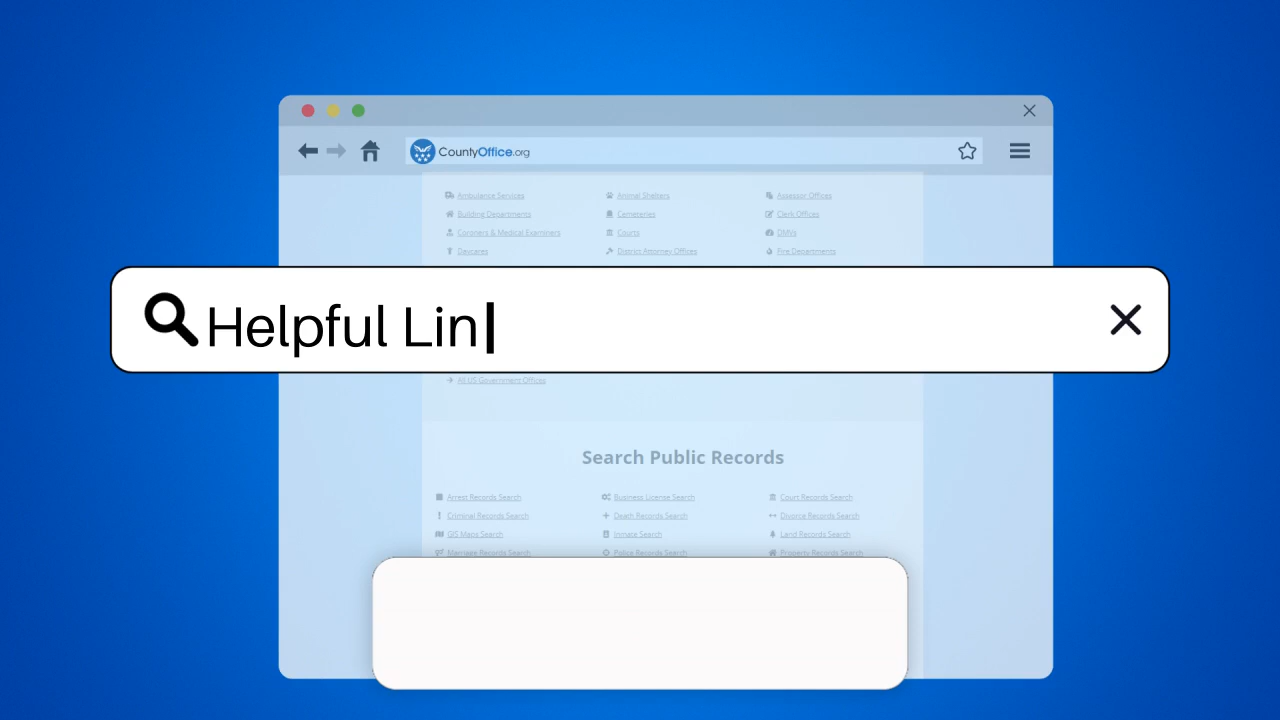 CountyOffice.org
Ambulance Services Animal Shelters Assessor Offices
Building Departments Cemeteries Clerk Offices
Coroners & Medical Examiners Courts DMVs
Daycares District Attorney Offices Fire Departments
Helpful Lin
All US Government Offices
Search Public Records
Arrest Records Search Business License Search Court Records Search
Criminal Records Search Death Records Search Divorce Records Search
GIS Maps Search Inmate Search Land Records Search
Marriage Records Search Police Records Search Property Records Search